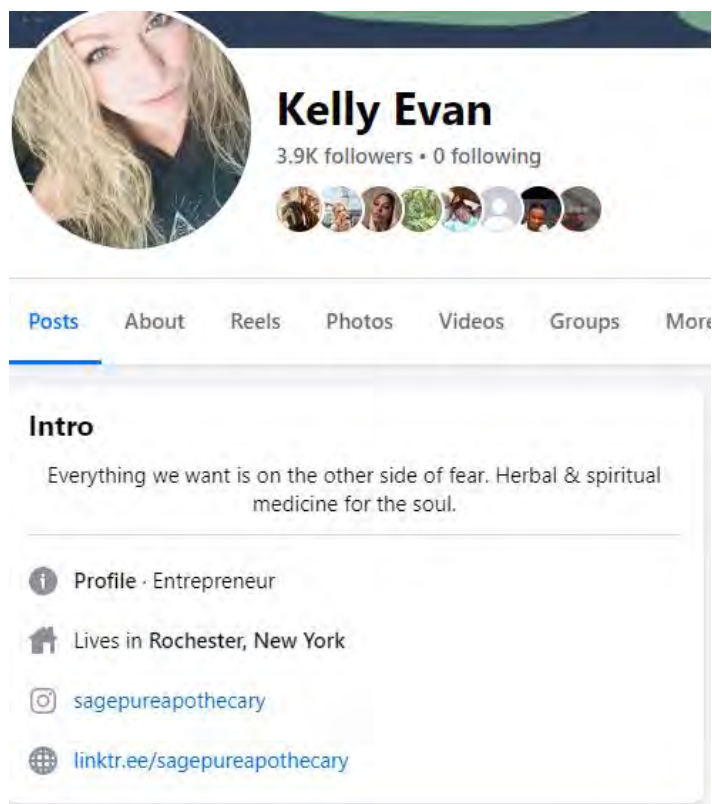 Kelly Evan
3.9K followers • 0 following
Posts About Reels Photos Videos Groups More
Intro
Everything we want is on the other side of fear. Herbal & spiritual
medicine for the soul.
Profile · Entrepreneur
Lives in Rochester, New York
sagepureapothecary
linktr.ee/sagepureapothecary